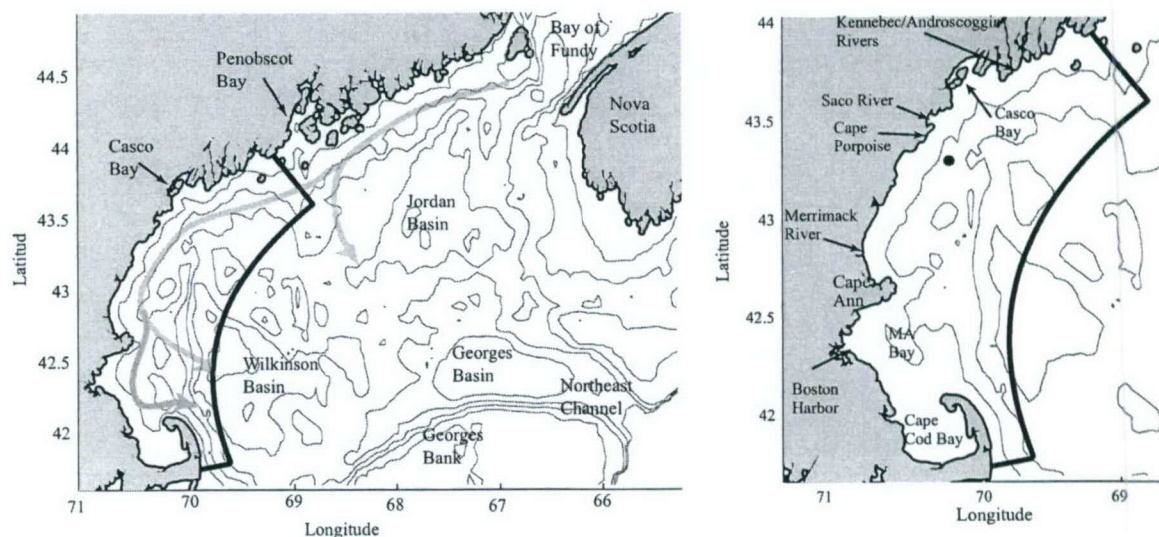 Bay of
Fundy
Penobscot
Bay
Nova
Scotia
Casco
Bay
Jordan
Basin
Wilkinson
Basin
Georges
Basin
Northeast
Channel
Georges
Bank
44.5
44
43.5
43
42.5
42
Latitud
71
70
69
68
67
66
Longitude
Kennebec/Androscoggin
Rivers
Saco River
Casco
Bay
Cape
Porpoise
Merrimack
River
Cape
Ann
MA
Bay
Boston
Harbor
Cape
Cod Bay
44
43.5
43
42.5
42
Latitude
71
70
69
Longitude